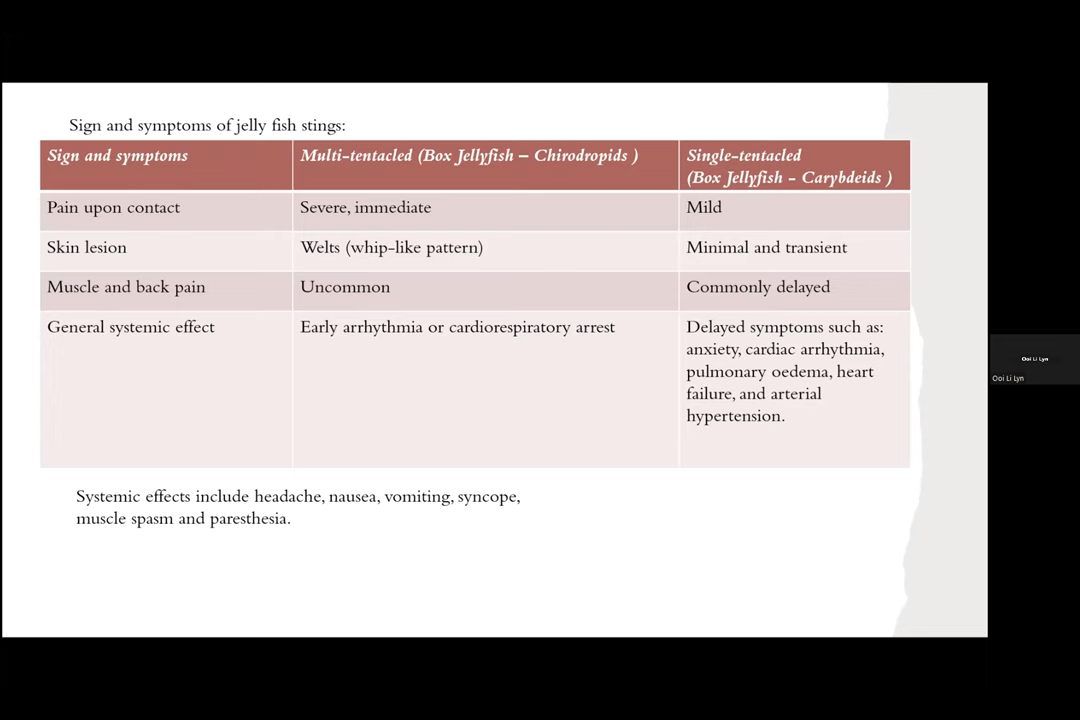 Sign and symptoms of jelly fish stings:
Sign and symptoms
Multi-tentacled (Box Jellyfish – Chirodropids )
Single-tentacled
(Box Jellyfish - Carybdeids )
Pain upon contact
Severe, immediate
Mild
Skin lesion
Welts (whip-like pattern)
Minimal and transient
Muscle and back pain
Uncommon
Commonly delayed
General systemic effect
Early arrhythmia or cardiorespiratory arrest
Delayed symptoms such as:
anxiety, cardiac arrhythmia,
pulmonary oedema, heart
failure, and arterial
hypertension.
Systemic effects include headache, nausea, vomiting, syncope,
muscle spasm and paresthesia.
Ooi Li Lyn
Ooi Li Lyn